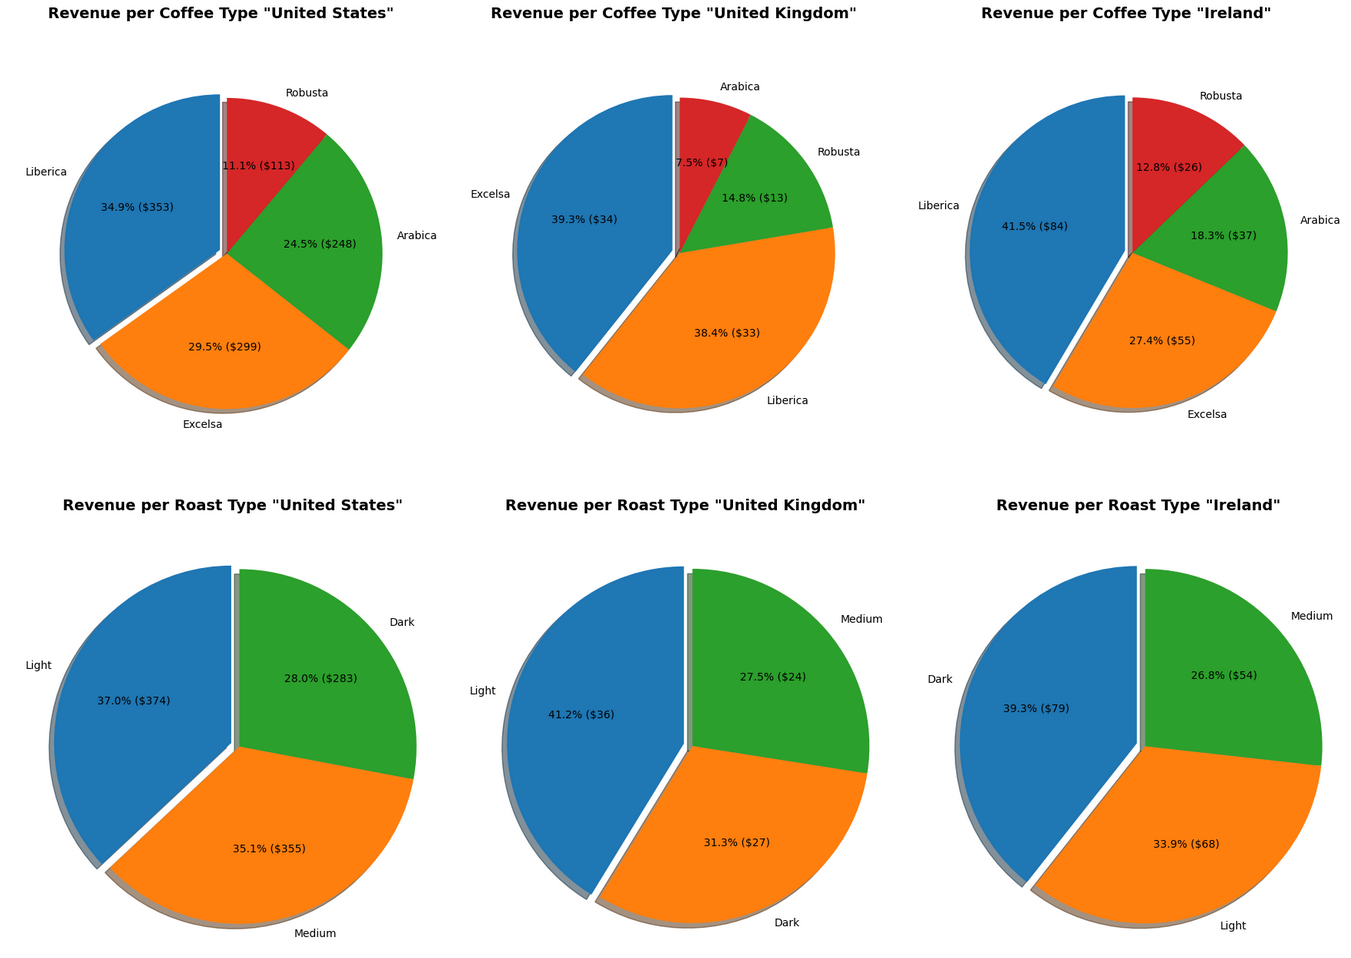 Revenue per Coffee Type "United States"
Robusta
11.1% ($113)
Liberica
34.9% ($353)
24.5% ($248)
Arabica
29.5% ($299)
Excelsa
Revenue per Coffee Type "United Kingdom"
Arabica
7.5% ($7)
Robusta
14.8% ($13)
Excelsa
39.3% ($34)
38.4% ($33)
Liberica
Revenue per Coffee Type "Ireland"
Robusta
12.8% ($26)
Liberica
41.5% ($84)
18.3% ($37)
Arabica
27.4% ($55)
Excelsa
Revenue per Roast Type "United States"
Dark
28.0% ($283)
Light
37.0% ($374)
35.1% ($355)
Medium
Revenue per Roast Type "United Kingdom"
Medium
27.5% ($24)
Light
41.2% ($36)
31.3% ($27)
Dark
Revenue per Roast Type "Ireland"
Medium
26.8% ($54)
Dark
39.3% ($79)
33.9% ($68)
Light